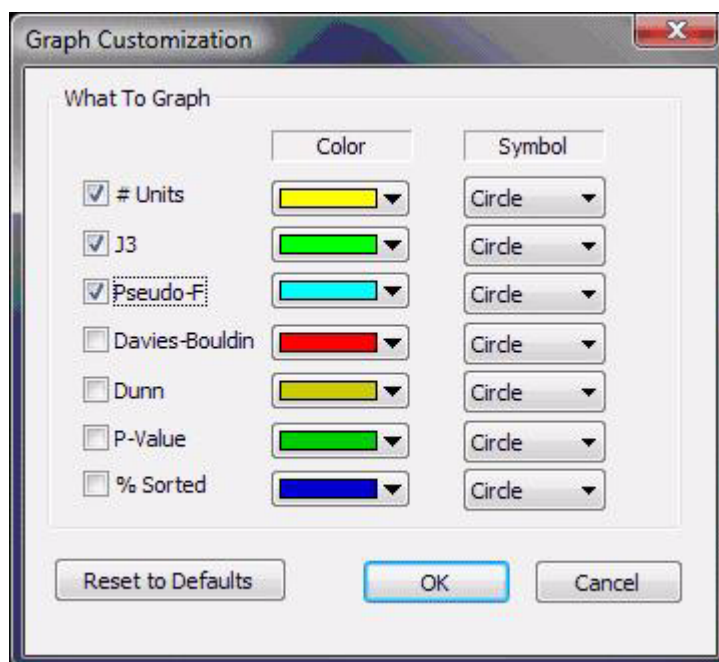 Graph Customization
What To Graph
Color Symbol
# Units Circle
J3 Circle
Pseudo-F Circle
Davies-Bouldin Circle
Dunn Circle
P-Value Circle
% Sorted Circle
Reset to Defaults OK Cancel